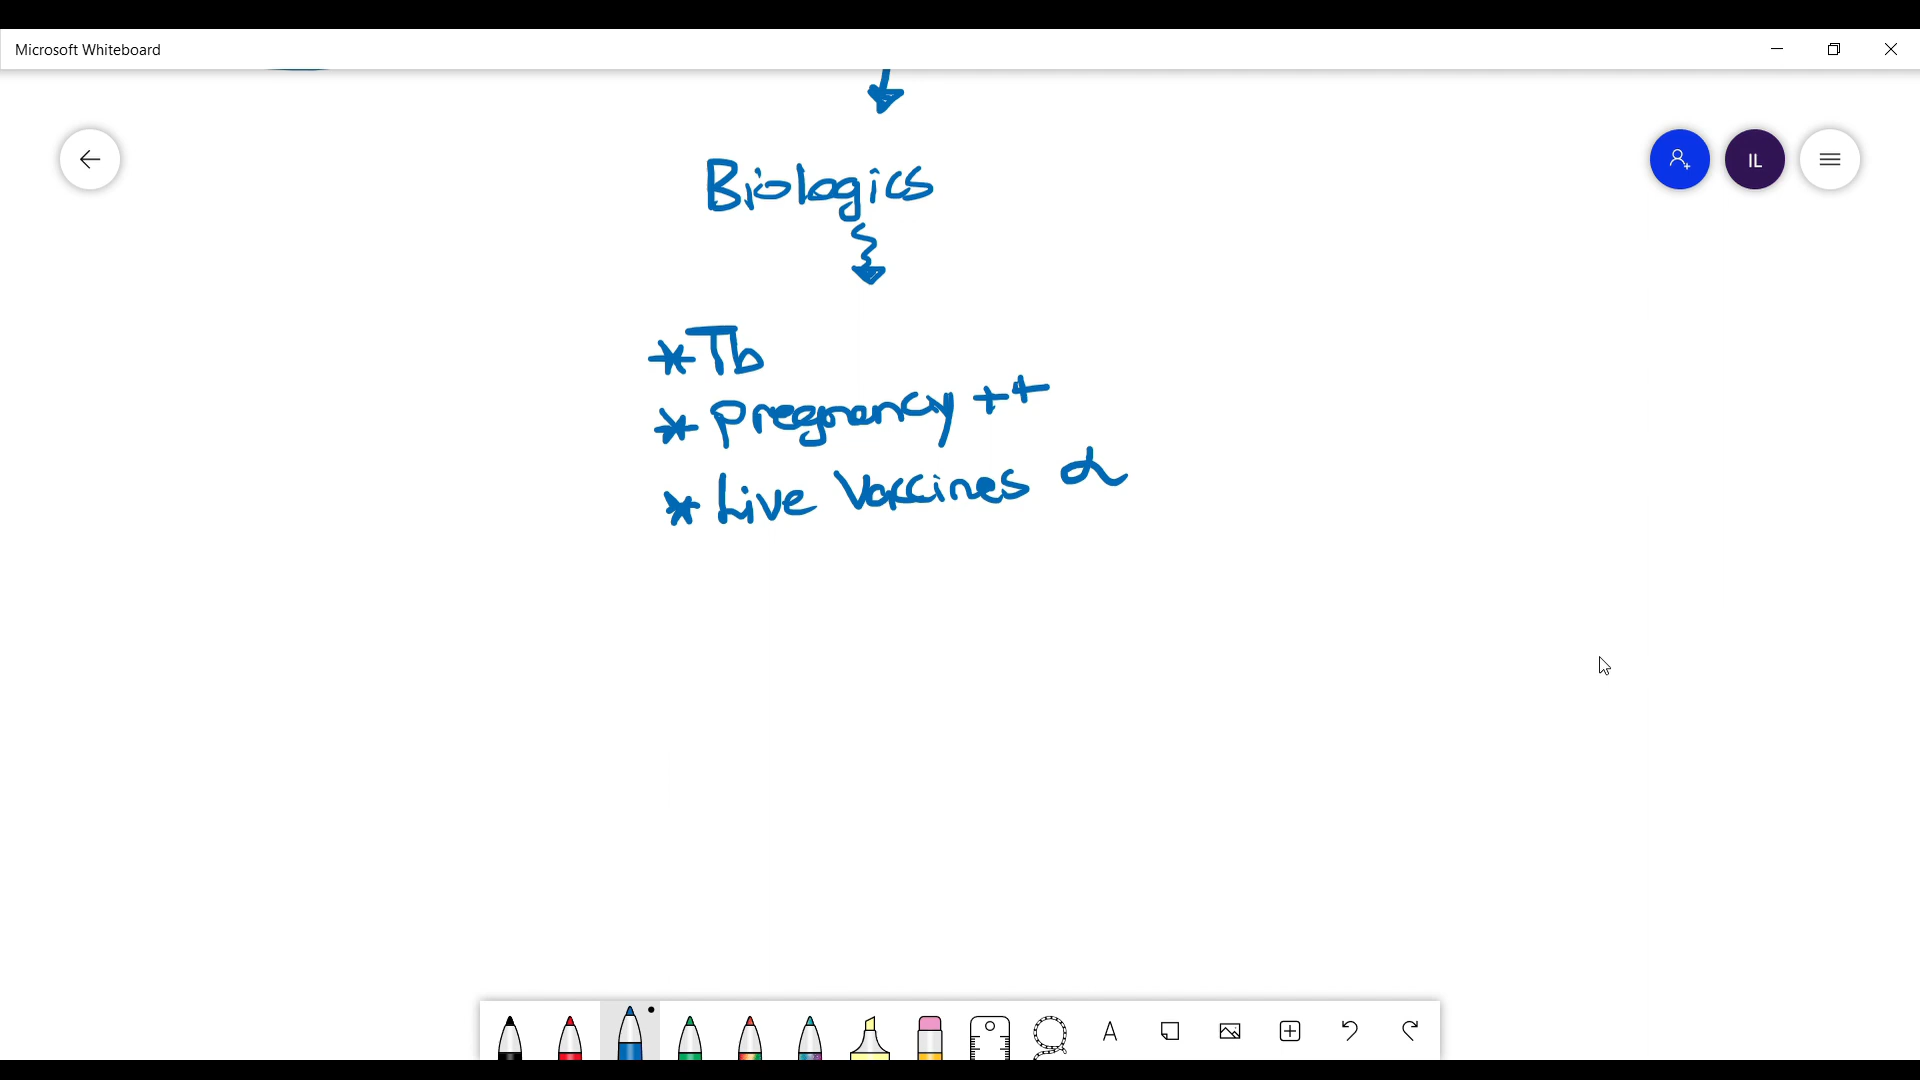 Microsoft Whiteboard
IL
Biologics
* Tb
* Pregnancy ++
* Live Vaccines
A